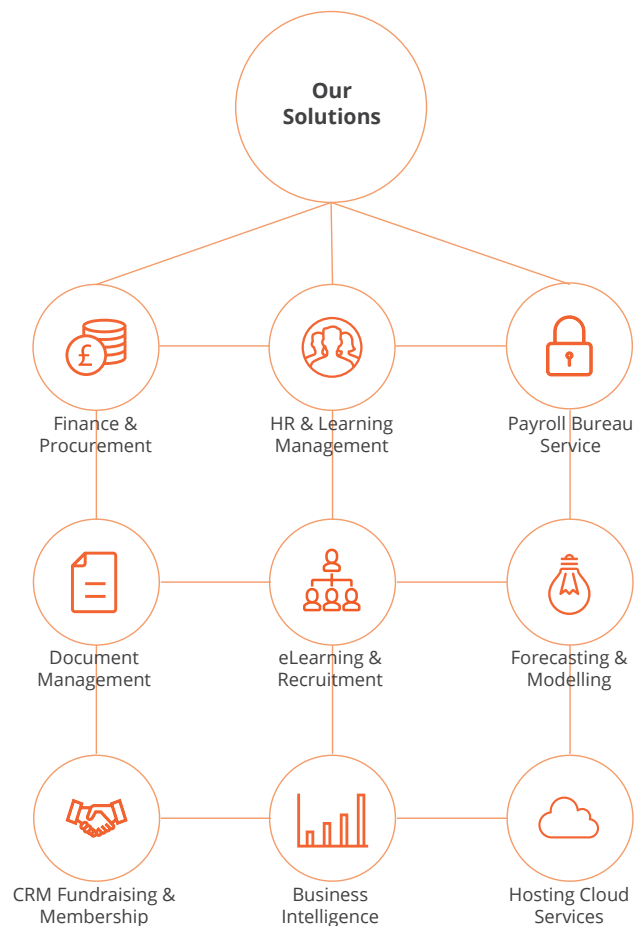 Our
Solutions
£
Finance &
Procurement
HR & Learning
Management
Payroll Bureau
Service
Document
Management
eLearning &
Recruitment
Forecasting &
Modelling
CRM Fundraising &
Membership
Business
Intelligence
Hosting Cloud
Services